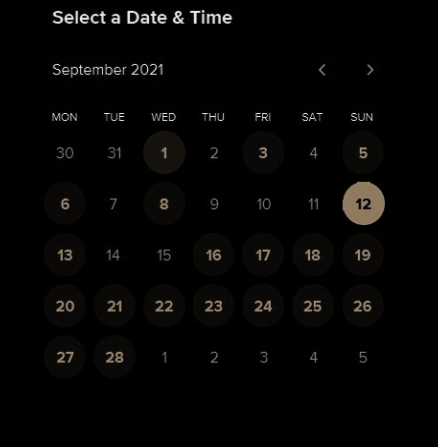 Select a Date & Time
September 2021
MON TUE WED THU FRI SAT SUN
30 31 1 2 3 4 5
6 7 8 9 10 11 12
13 14 15 16 17 18 19
20 21 22 23 24 25 26
27 28 1 2 3 4 5